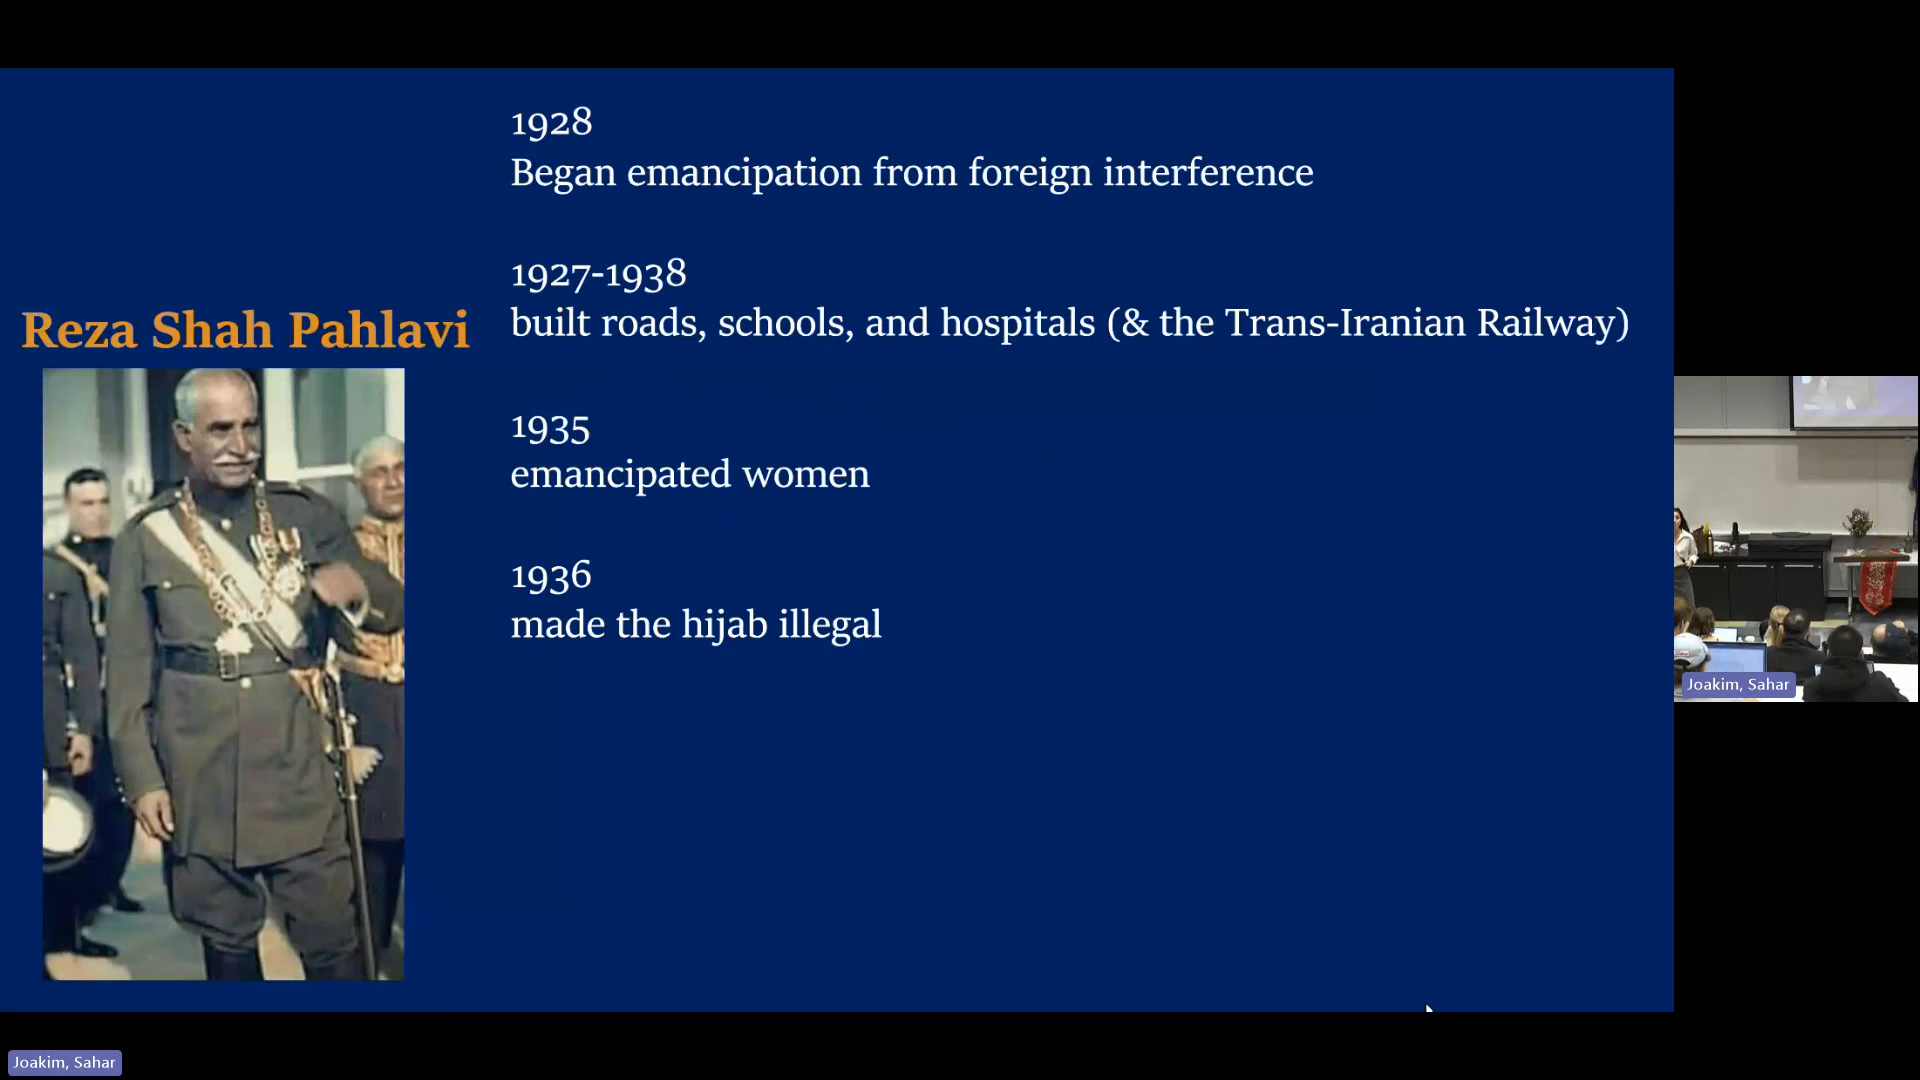 Reza Shah Pahlavi
1928
Began emancipation from foreign interference
1927-1938
built roads, schools, and hospitals (& the Trans-Iranian Railway)
1935
emancipated women
1936
made the hijab illegal
Joakim, Sahar
Joakim, Sahar